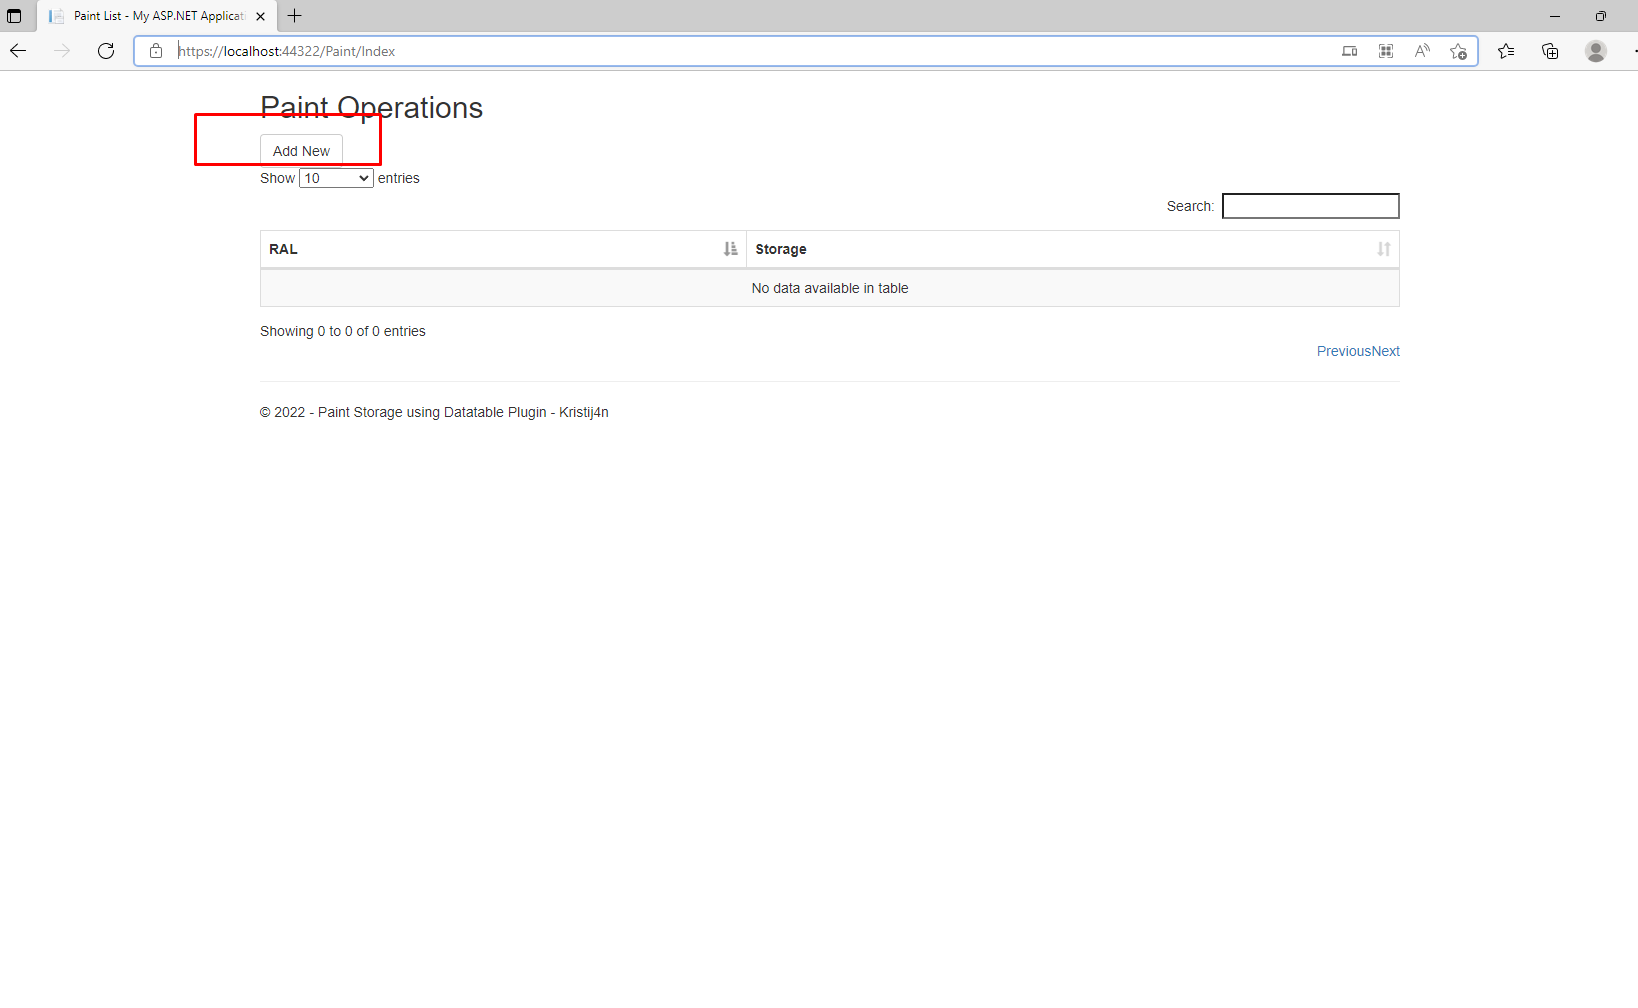 Paint List - My ASP.NET Applicat
https://localhost:44322/Paint/Index
Paint Operations
Add New
Show 10 entries
Search:
RAL Storage
No data available in table
Showing 0 to 0 of 0 entries
PreviousNext
© 2022 - Paint Storage using Datatable Plugin - Kristij4n